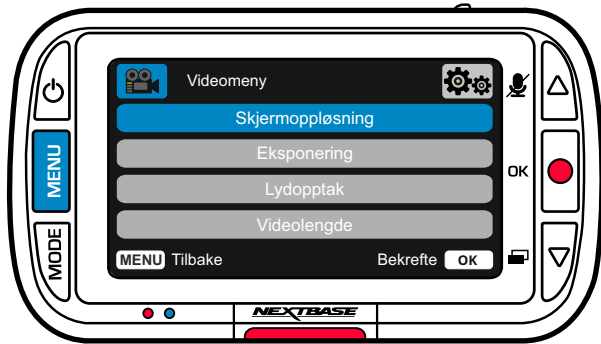 Videomeny
Skjermoppløsning
MENU
Eksponering
OK
Lydopptak
Videolengde
MODE
MENU Tilbake Bekrefte OK
NEXTBASE